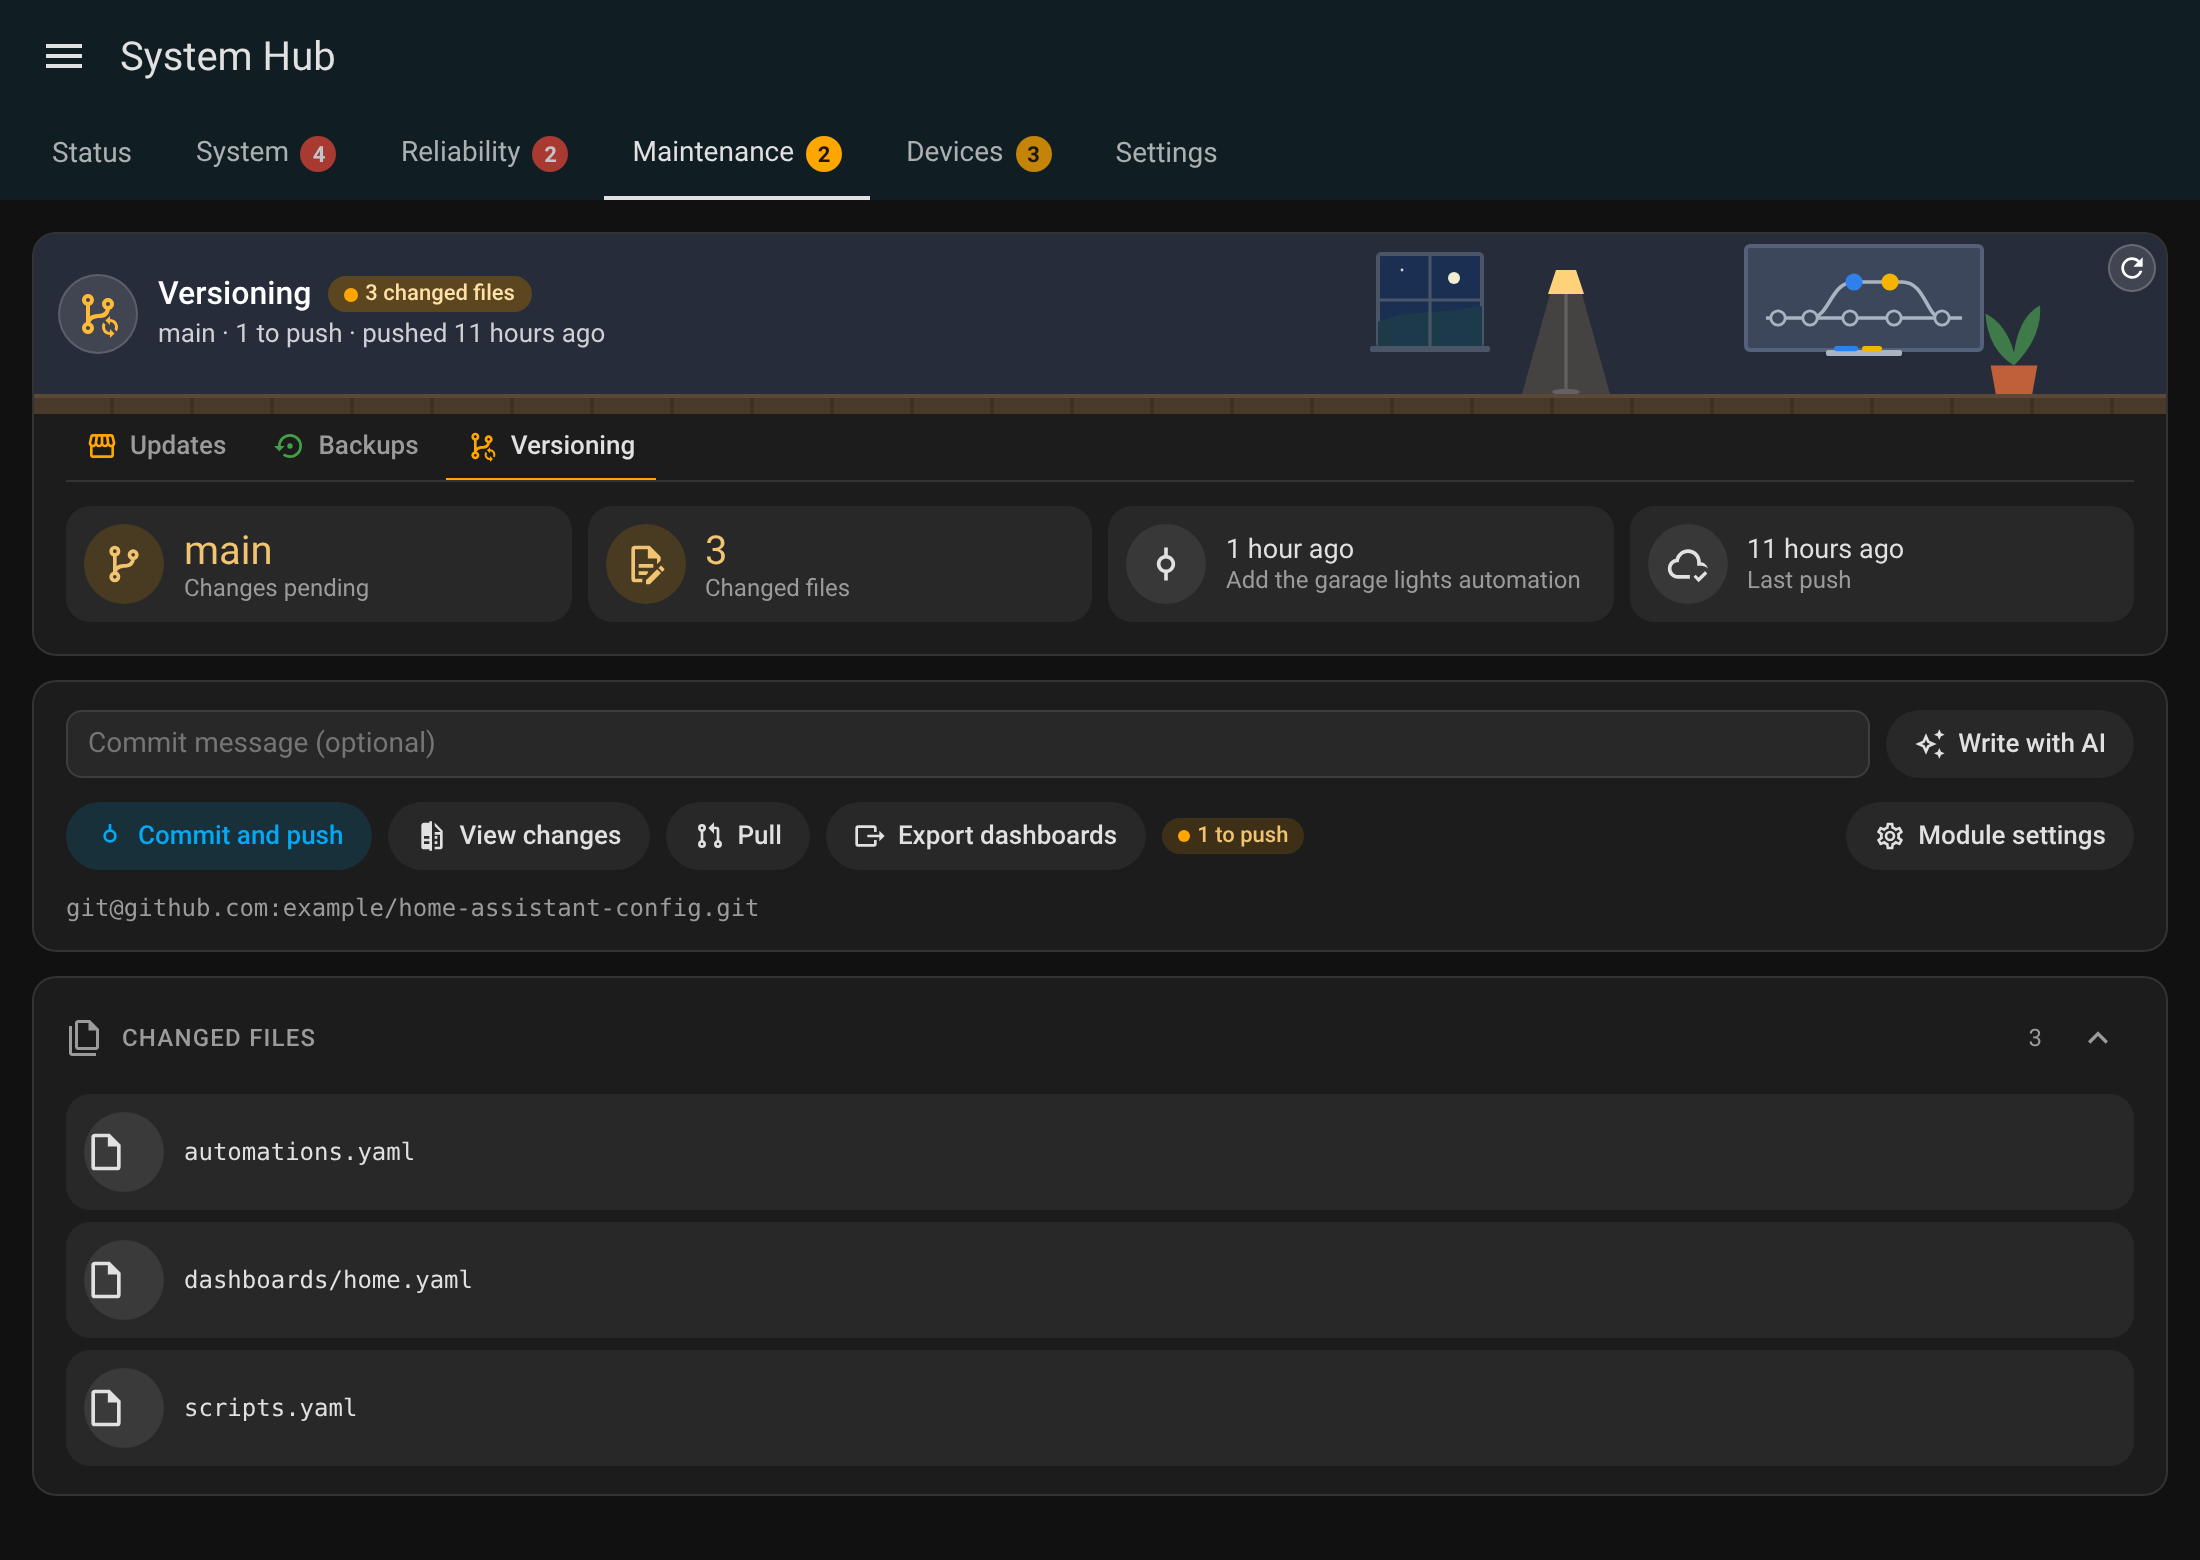 System Hub
Status
System 4
Reliability 2
Maintenance 2
Devices 3
Settings
Versioning
3 changed files
main · 1 to push · pushed 11 hours ago
Updates
Backups
Versioning
main
Changes pending
3
Changed files
1 hour ago
Add the garage lights automation
11 hours ago
Last push
Commit message (optional)
Write with AI
Commit and push
View changes
Pull
Export dashboards
1 to push
Module settings
git@github.com:example/home-assistant-config.git
CHANGED FILES
3
automations.yaml
dashboards/home.yaml
scripts.yaml